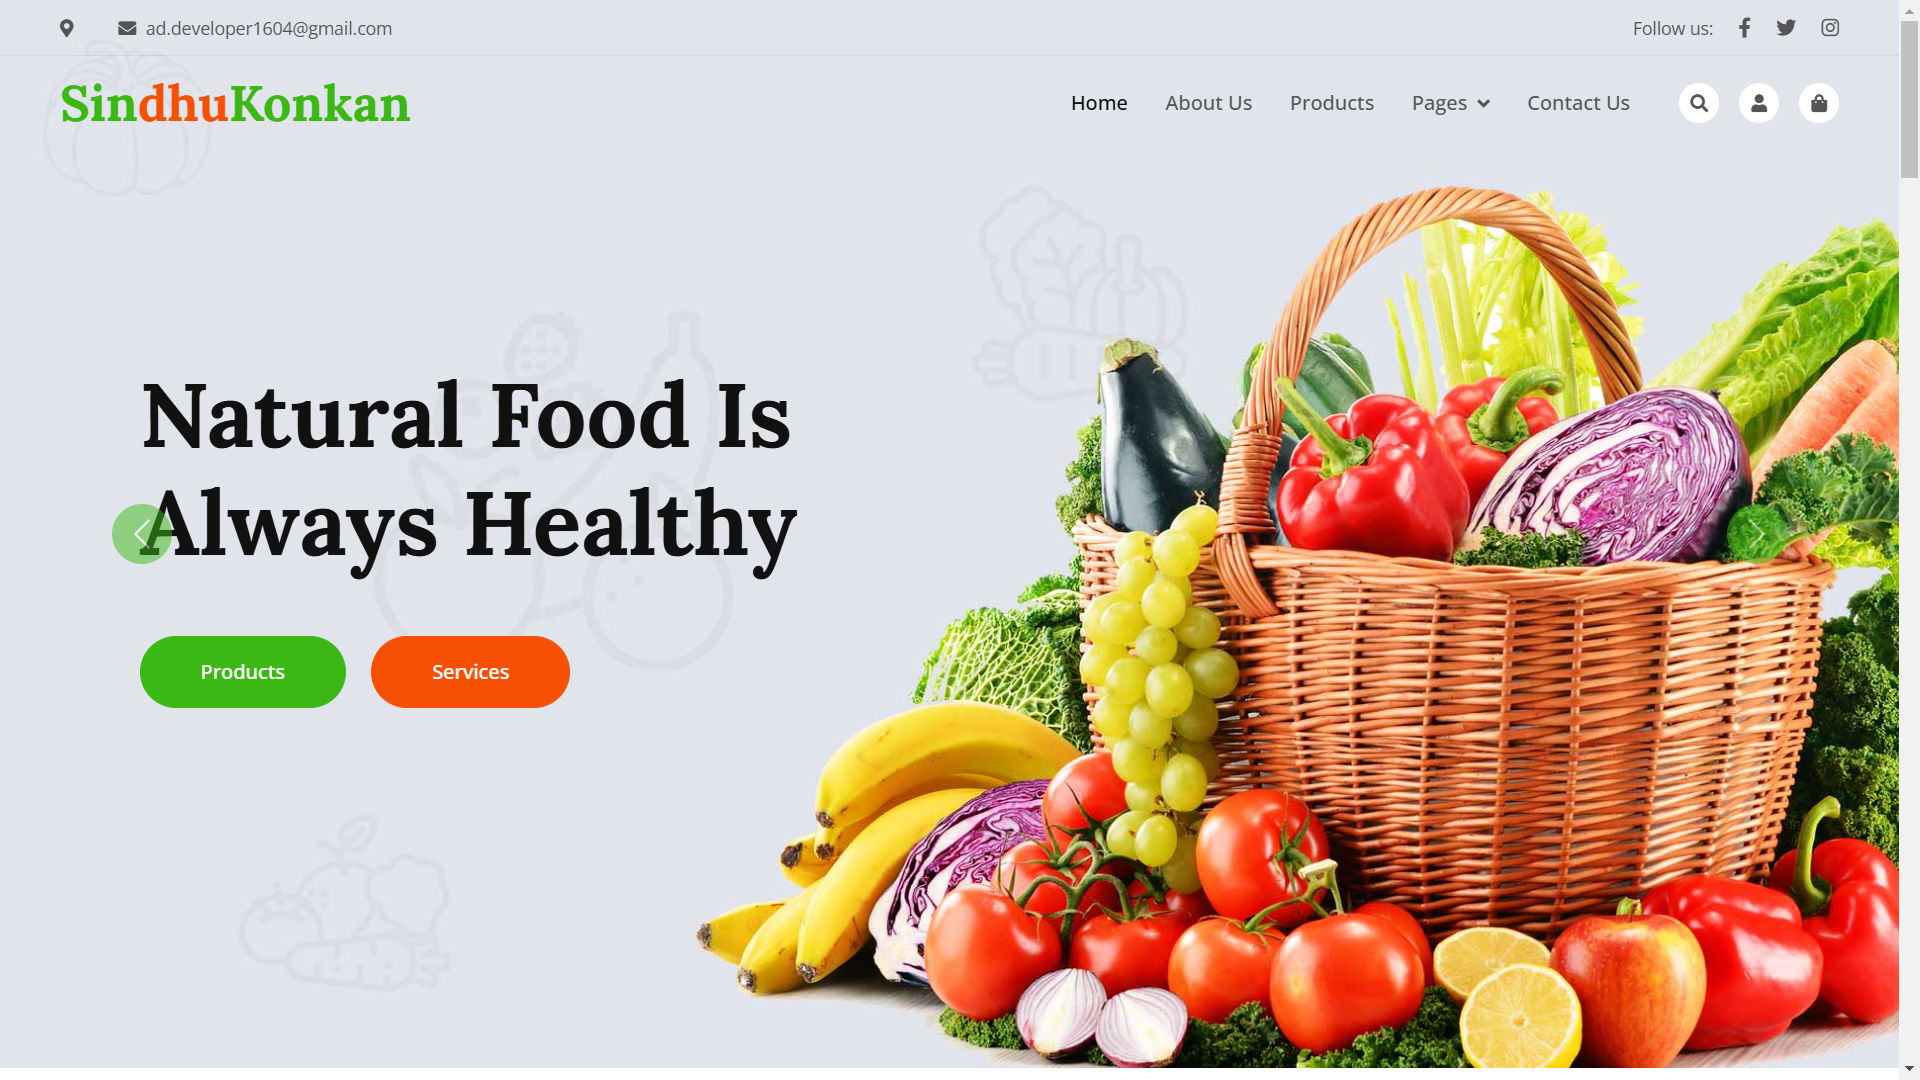 ad.developer1604@gmail.com
Follow us:
SindhuKonkan
Home
About Us
Products
Pages
Contact Us
Natural Food Is
Always Healthy
Products
Services